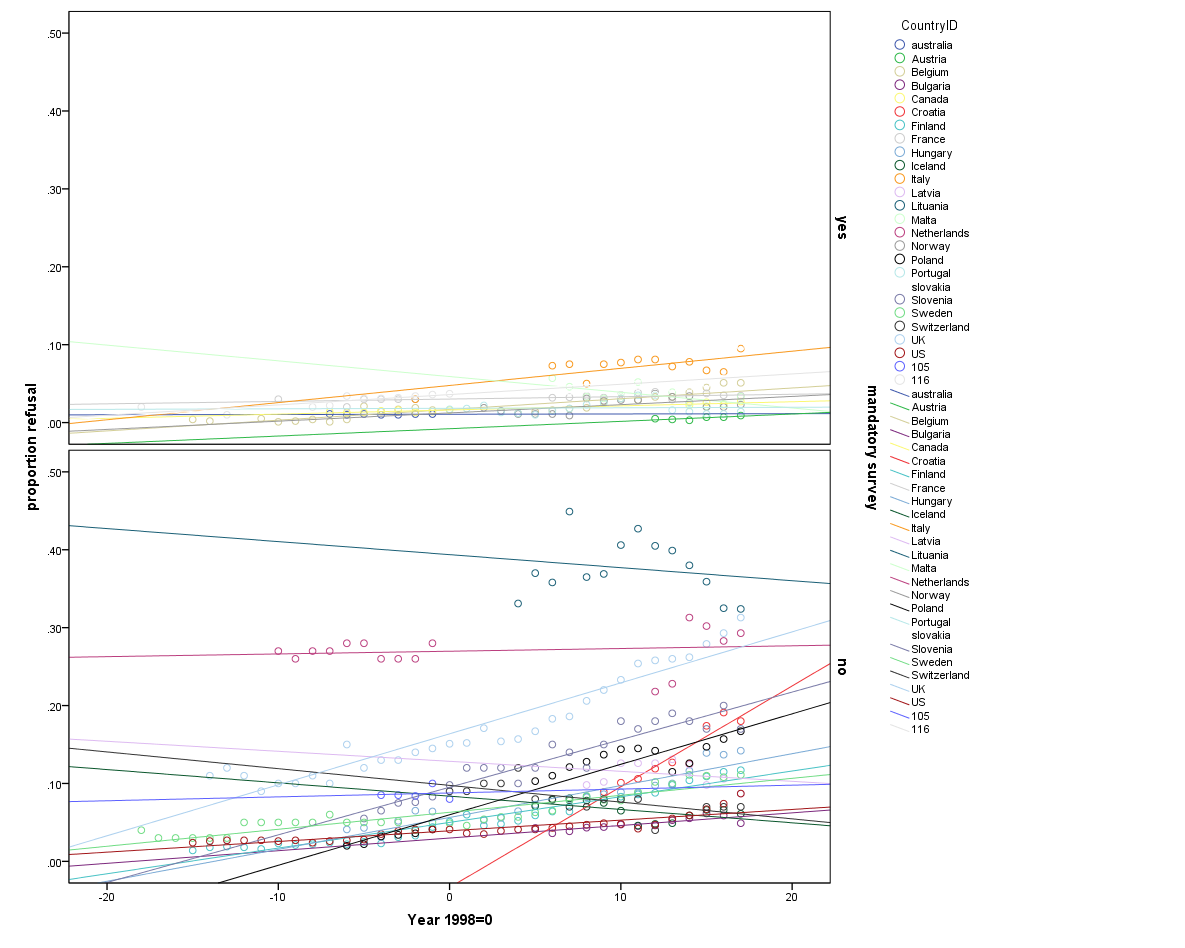 .50
.40
.30
.20
.10
.00
yes
.50
.40
.30
.20
.10
.00
no
-20
-10
0
10
20
Year 1998=0
proportion refusal
mandatory survey
CountryID
australia
Austria
Belgium
Bulgaria
Canada
Croatia
Finland
France
Hungary
Iceland
Italy
Latvia
Lituania
Malta
Netherlands
Norway
Poland
Portugal
slovakia
Slovenia
Sweden
Switzerland
UK
US
105
116
australia
Austria
Belgium
Bulgaria
Canada
Croatia
Finland
France
Hungary
Iceland
Italy
Latvia
Lituania
Malta
Netherlands
Norway
Poland
Portugal
slovakia
Slovenia
Sweden
Switzerland
UK
US
105
116